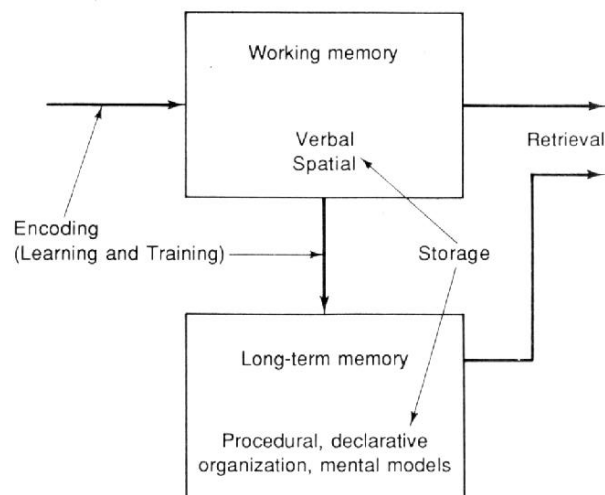 Working memory
Verbal
Spatial
Retrieval
Encoding
(Learning and Training)
Storage
Long-term memory
Procedural, declarative
organization, mental models